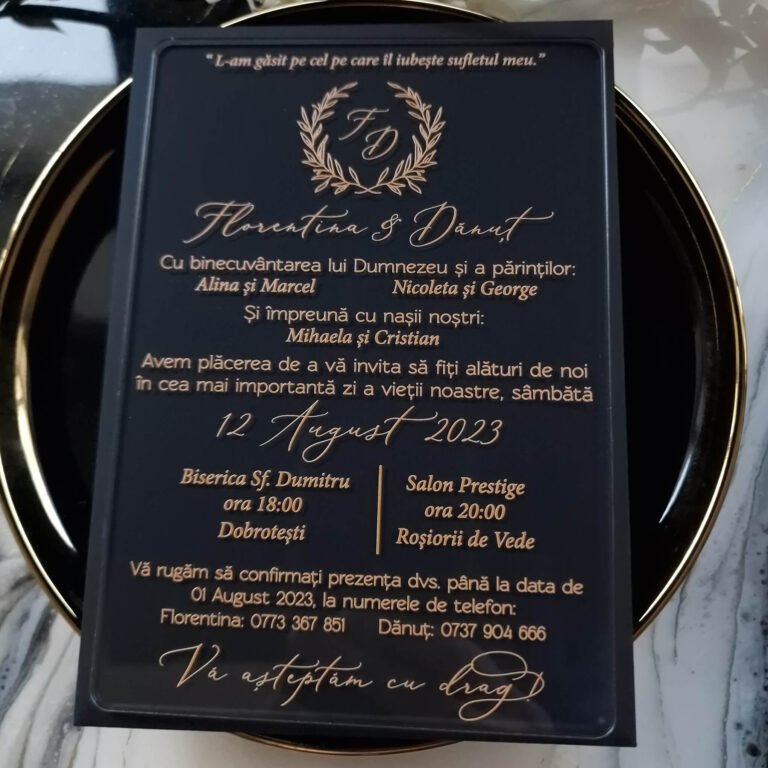 “L-am găsit pe cel pe care îl iubește sufletul meu.”
F
D
Florentina & Dănuț
Cu binecuvântarea lui Dumnezeu și a părinților:
Alina și Marcel Nicoleta și George
Și împreună cu nașii noștri:
Mihaela și Cristian
Avem plăcerea de a vă invita să fiți alături de noi
în cea mai importantă zi a vieții noastre, sâmbătă
12 August 2023
Biserica Sf. Dumitru
ora 18:00
Dobrotești
Salon Prestige
ora 20:00
Roșiorii de Vede
Vă rugăm să confirmați prezența dvs. până la data de
01 August 2023, la numerele de telefon:
Florentina: 0773 367 851 Dănuț: 0737 904 666
Vă așteptăm cu drag!